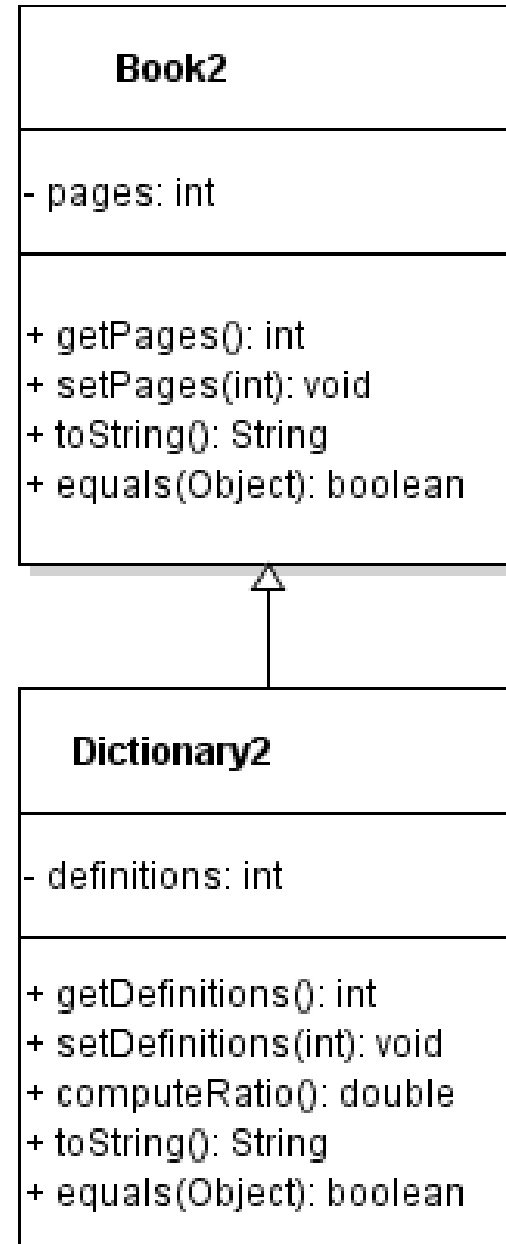 Book2
- pages: int
+ getPages(): int
+ setPages(int): void
+ toString(): String
+ equals(Object): boolean
Dictionary2
- definitions: int
+ getDefinitions(): int
+ setDefinitions(int): void
+ computeRatio(): double
+ toString(): String
+ equals(Object): boolean